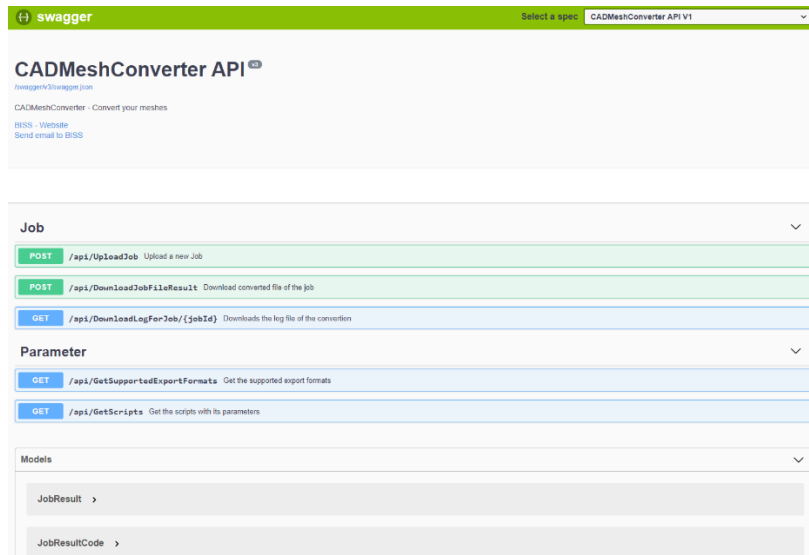 swagger
Select a spec CADMeshConverter API V1
CADMeshConverter API v3
/swagger/v3/swagger.json
CADMeshConverter - Convert your meshes
BISS - Website
Send email to BISS
Job
POST /api/UploadJob Upload a new Job
POST /api/DownloadJobFileResult Download converted file of the job
GET /api/DownloadLogForJob/{jobId} Downloads the log file of the convertion
Parameter
GET /api/GetSupportedExportFormats Get the supported export formats
GET /api/GetScripts Get the scripts with its parameters
Models
JobResult
JobResultCode